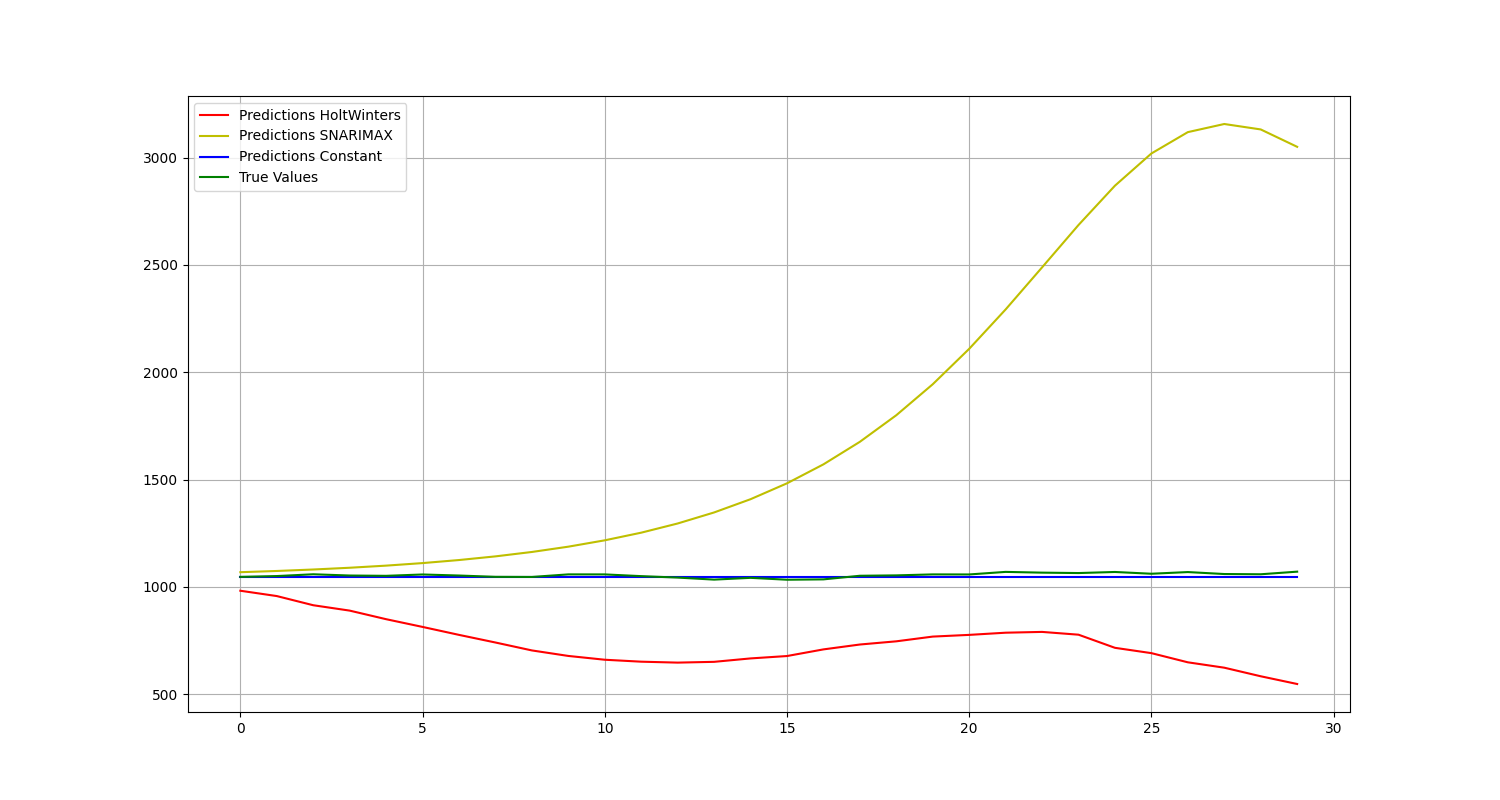 Predictions HoltWinters
Predictions SNARIMAX
Predictions Constant
True Values
3000
2500
2000
1500
1000
500
0 5 10 15 20 25 30